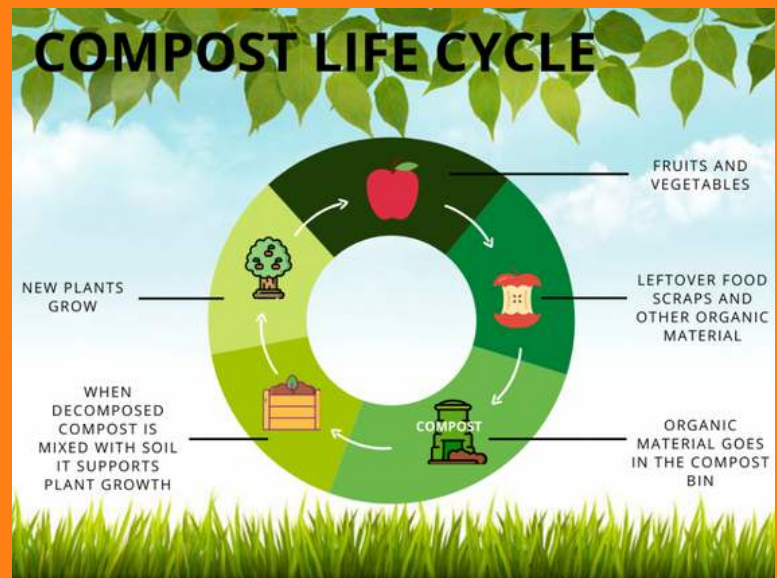 COMPOST LIFE CYCLE
FRUITS AND
VEGETABLES
LEFTOVER FOOD
SCRAPS AND
OTHER ORGANIC
MATERIAL
ORGANIC
MATERIAL GOES
IN THE COMPOST
BIN
COMPOST
WHEN
DECOMPOSED
COMPOST IS
MIXED WITH SOIL
IT SUPPORTS
PLANT GROWTH
NEW PLANTS
GROW